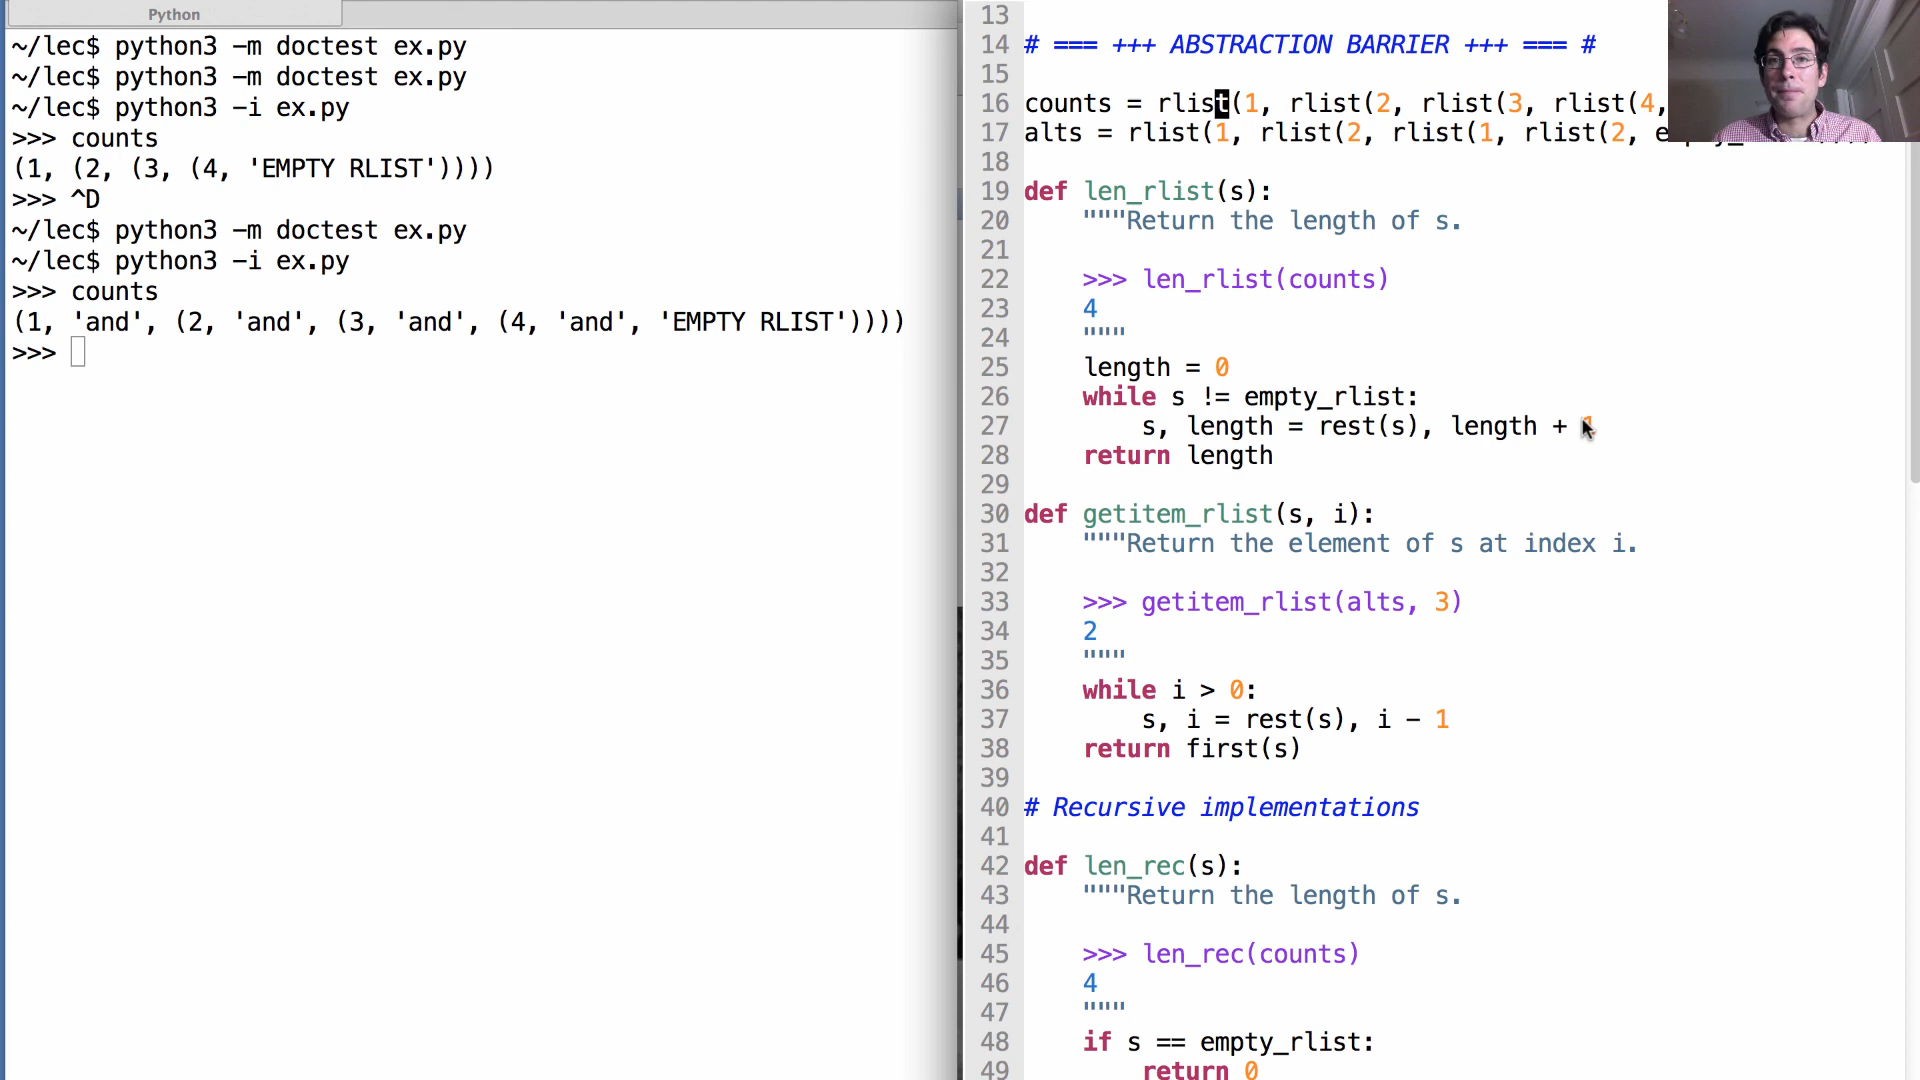 Python
~/lec$ python3 -m doctest ex.py
~/lec$ python3 -m doctest ex.py
~/lec$ python3 -i ex.py
>>> counts
(1, (2, (3, (4, 'EMPTY RLIST'))))
>>> ^D
~/lec$ python3 -m doctest ex.py
~/lec$ python3 -i ex.py
>>> counts
(1, 'and', (2, 'and', (3, 'and', (4, 'and', 'EMPTY RLIST'))))
>>>
13
14 # === +++ ABSTRACTION BARRIER +++ === #
15
16 counts = rlist(1, rlist(2, rlist(3, rlist(4,
17 alts = rlist(1, rlist(2, rlist(1, rlist(2,
18
19 def len_rlist(s):
20 """Return the length of s.
21
22 >>> len_rlist(counts)
23 4
24 """
25 length = 0
26 while s != empty_rlist:
27 s, length = rest(s), length + 1
28 return length
29
30 def getitem_rlist(s, i):
31 """Return the element of s at index i.
32
33 >>> getitem_rlist(alts, 3)
34 2
35 """
36 while i > 0:
37 s, i = rest(s), i - 1
38 return first(s)
39
40 # Recursive implementations
41
42 def len_rec(s):
43 """Return the length of s.
44
45 >>> len_rec(counts)
46 4
47 """
48 if s == empty_rlist:
49 return 0